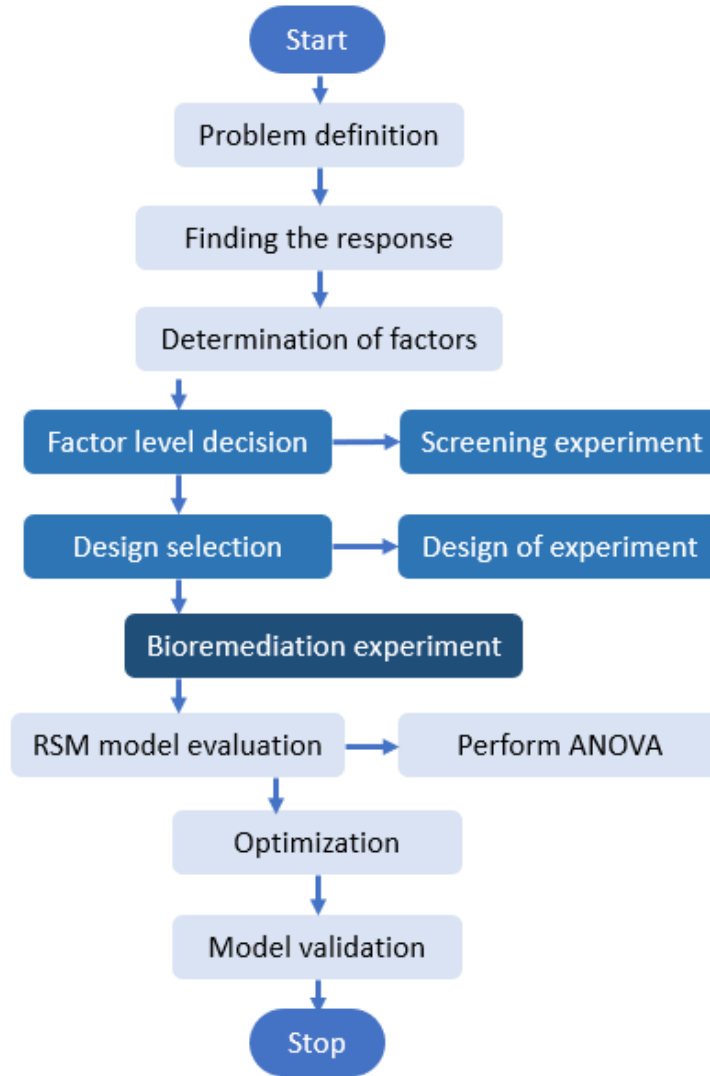 Start
Problem definition
Finding the response
Determination of factors
Factor level decision
Screening experiment
Design selection
Design of experiment
Bioremediation experiment
RSM model evaluation
Perform ANOVA
Optimization
Model validation
Stop